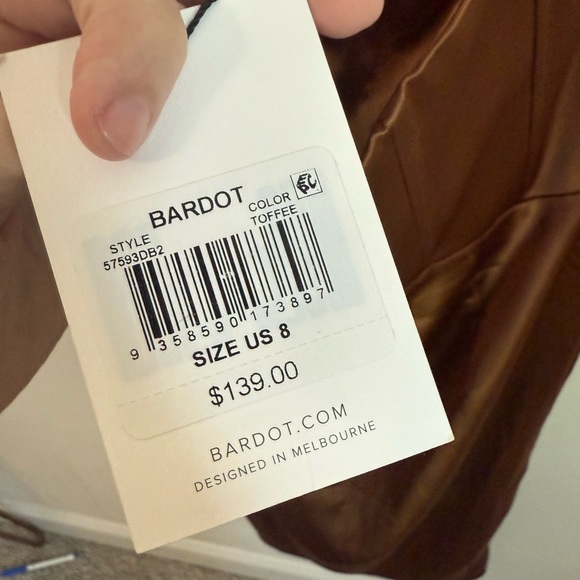 BARDOT
STYLE
57593DB2
COLOR
TOFFEE
9 358590 173897
SIZE US 8
$139.00
BARDOT.COM
DESIGNED IN MELBOURNE